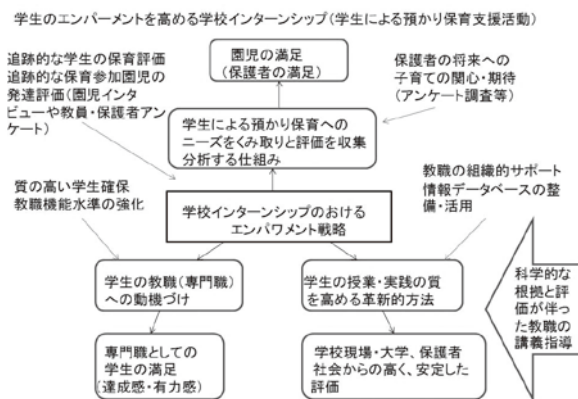 学生のエンパーメントを高める学校インターンシップ(学生による預かり保育支援活動)
追跡的な学生の保育評価
追跡的な保育参加園児の
発達評価(園児インタ
ビューや教員・保護者アン
ケート)
園児の満足
(保護者の満足)
保護者の将来への
子育ての関心・期待
(アンケート調査等)
学生による預かり保育への
ニーズをくみ取りと評価を収集
分析する仕組み
質の高い学生確保
教職機能水準の強化
教職の組織的サポート
情報データベースの整
備・活用
学校インターンシップのおける
エンパワメント戦略
学生の教職(専門職)
への動機づけ
学生の授業・実践の質
を高める革新的方法
科学的な
根拠と評
価が伴っ
た教職の
講義指導
専門職としての
学生の満足
(達成感・有力感)
学校現場・大学、保護者
社会からの高く、安定した
評価